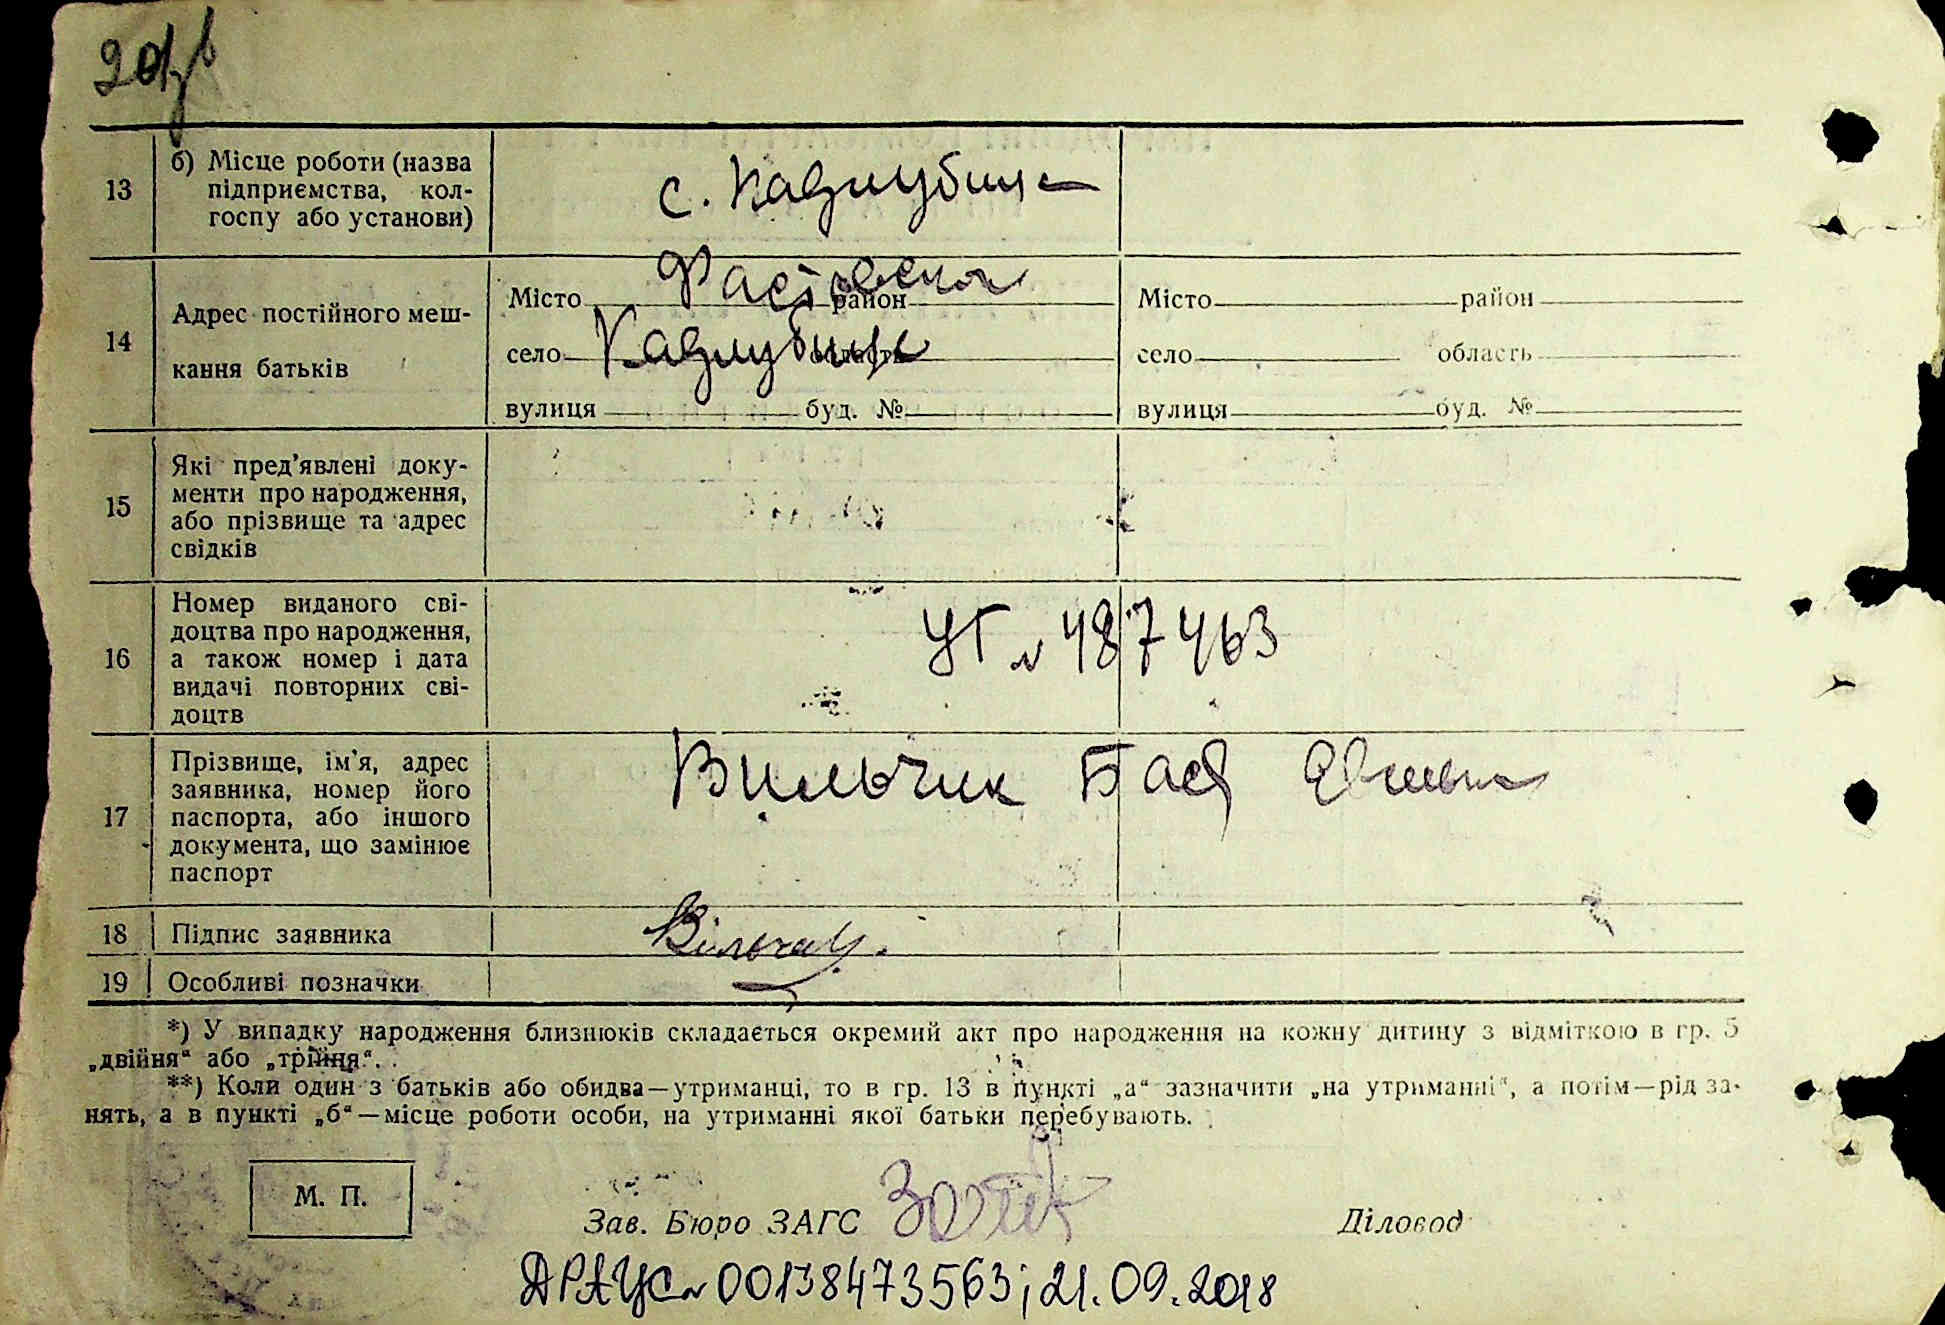 20
13
б) Місце роботи (назва
підприємства, кол-
госпу або установи)
с. Кадлубиця
14
Адрес постійного меш-
кання батьків
Фастовский
Місто район
Кадлубиця
село область
вулиця буд. №
Місто район
село область
вулиця буд. №
15
Які пред'явлені доку-
менти про народження,
або прізвище та адрес
свідків
16
Номер виданого сві-
доцтва про народження,
а також номер і дата
видачі повторних сві-
доцтв
УГ № 487463
17
Прізвище, ім'я, адрес
заявника, номер його
паспорта, або іншого
документа, що замінює
паспорт
Вильчик
18 Підпис заявника
19 Особливі позначки
*) У випадку народження близнюків складається окремий акт про народження на кожну дитину з відміткою в гр. 5
„двійня“ або „трійня“.
**) Коли один з батьків або обидва—утриманці, то в гр. 13 в пункті „а“ зазначити „на утриманні“, а потім—рід за-
нять, а в пункті „б“—місце роботи особи, на утриманні якої батьки перебувають.
М. П.
Зав. Бюро ЗАГС
Діловод
ДРАЦС № 00138473563; 21.09.2018